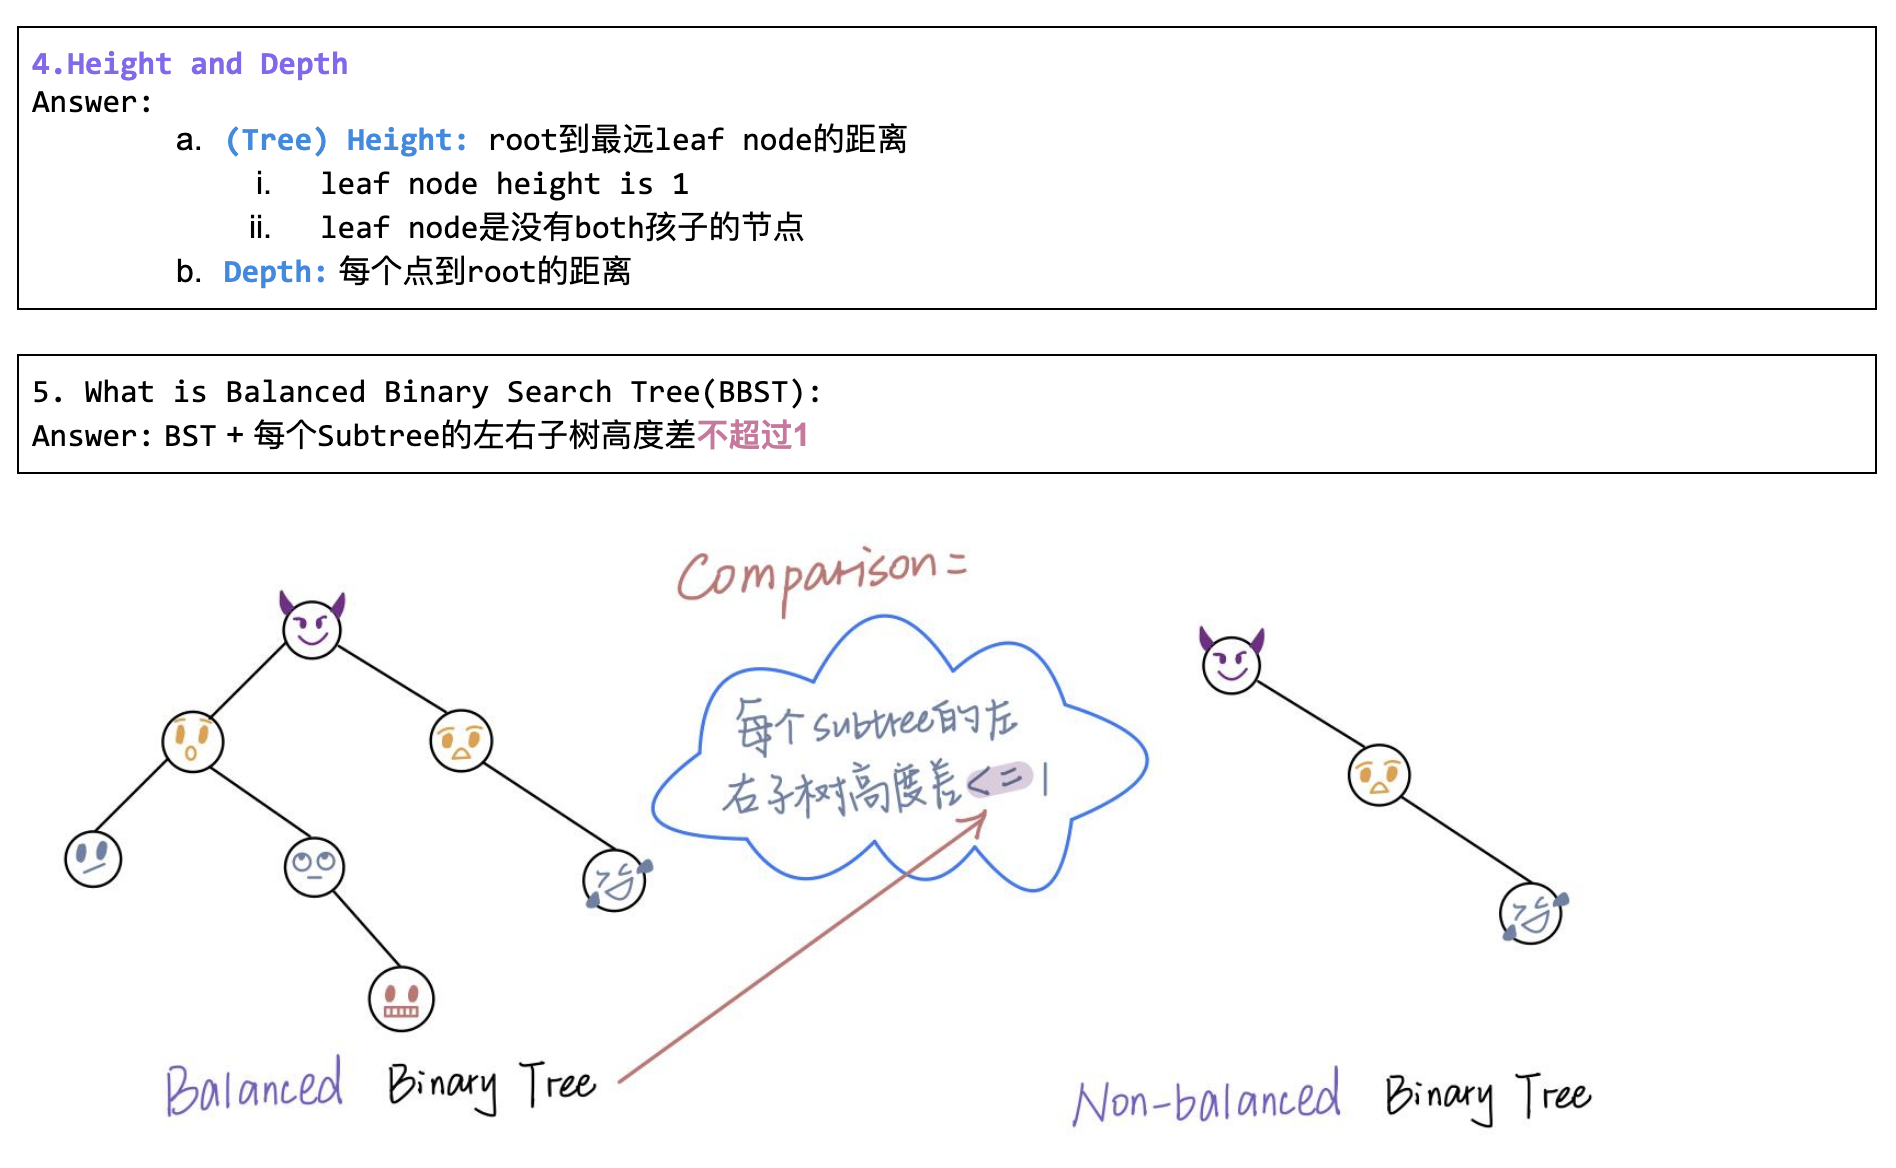 4.Height and Depth
Answer:
a. (Tree) Height: root到最远leaf node的距离
i. leaf node height is 1
ii. leaf node是没有both孩子的节点
b. Depth: 每个点到root的距离
5. What is Balanced Binary Search Tree(BBST):
Answer: BST + 每个Subtree的左右子树高度差不超过1
Comparison=
每个subtree的左
右子树高度差<=1
Balanced Binary Tree
Non-balanced Binary Tree